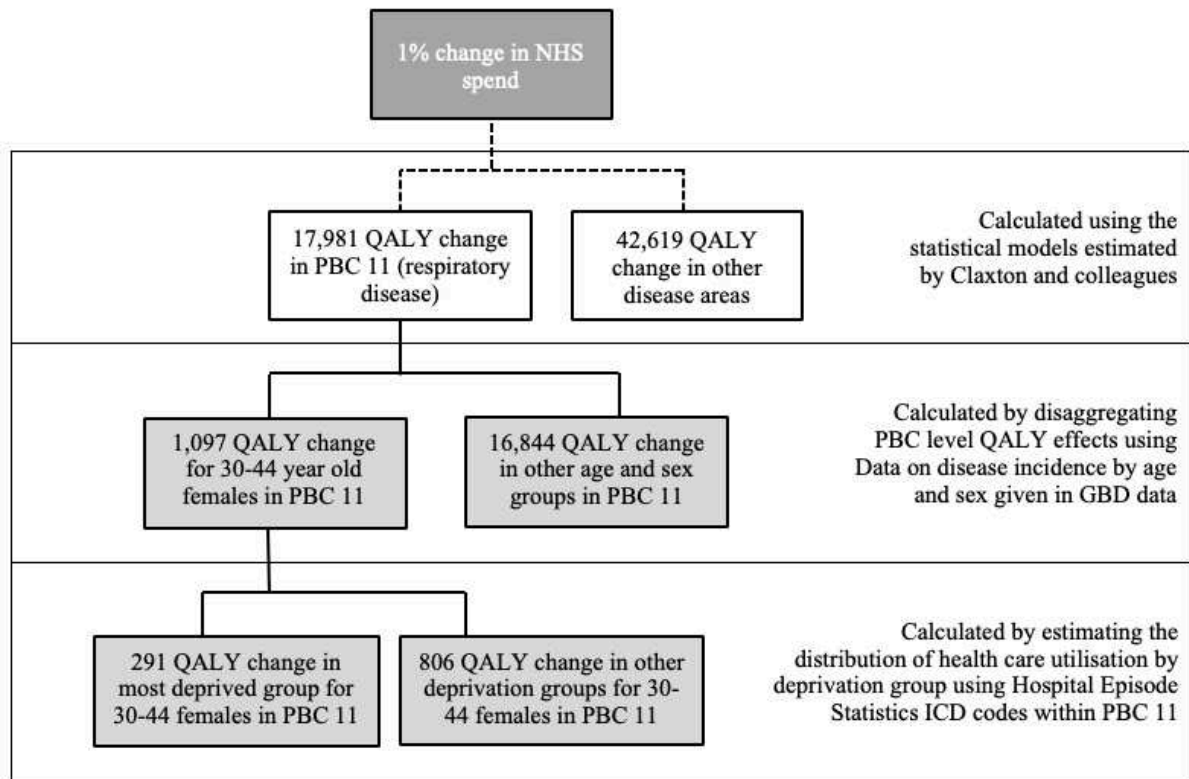 1% change in NHS
spend
17,981 QALY change
in PBC 11 (respiratory
disease)
42,619 QALY
change in other
disease areas
Calculated using the
statistical models estimated
by Claxton and colleagues
1,097 QALY change
for 30-44 year old
females in PBC 11
16,844 QALY change
in other age and sex
groups in PBC 11
Calculated by disaggregating
PBC level QALY effects using
Data on disease incidence by age
and sex given in GBD data
291 QALY change in
most deprived group for
30-44 females in PBC 11
806 QALY change in other
deprivation groups for 30-
44 females in PBC 11
Calculated by estimating the
distribution of health care utilisation by
deprivation group using Hospital Episode
Statistics ICD codes within PBC 11